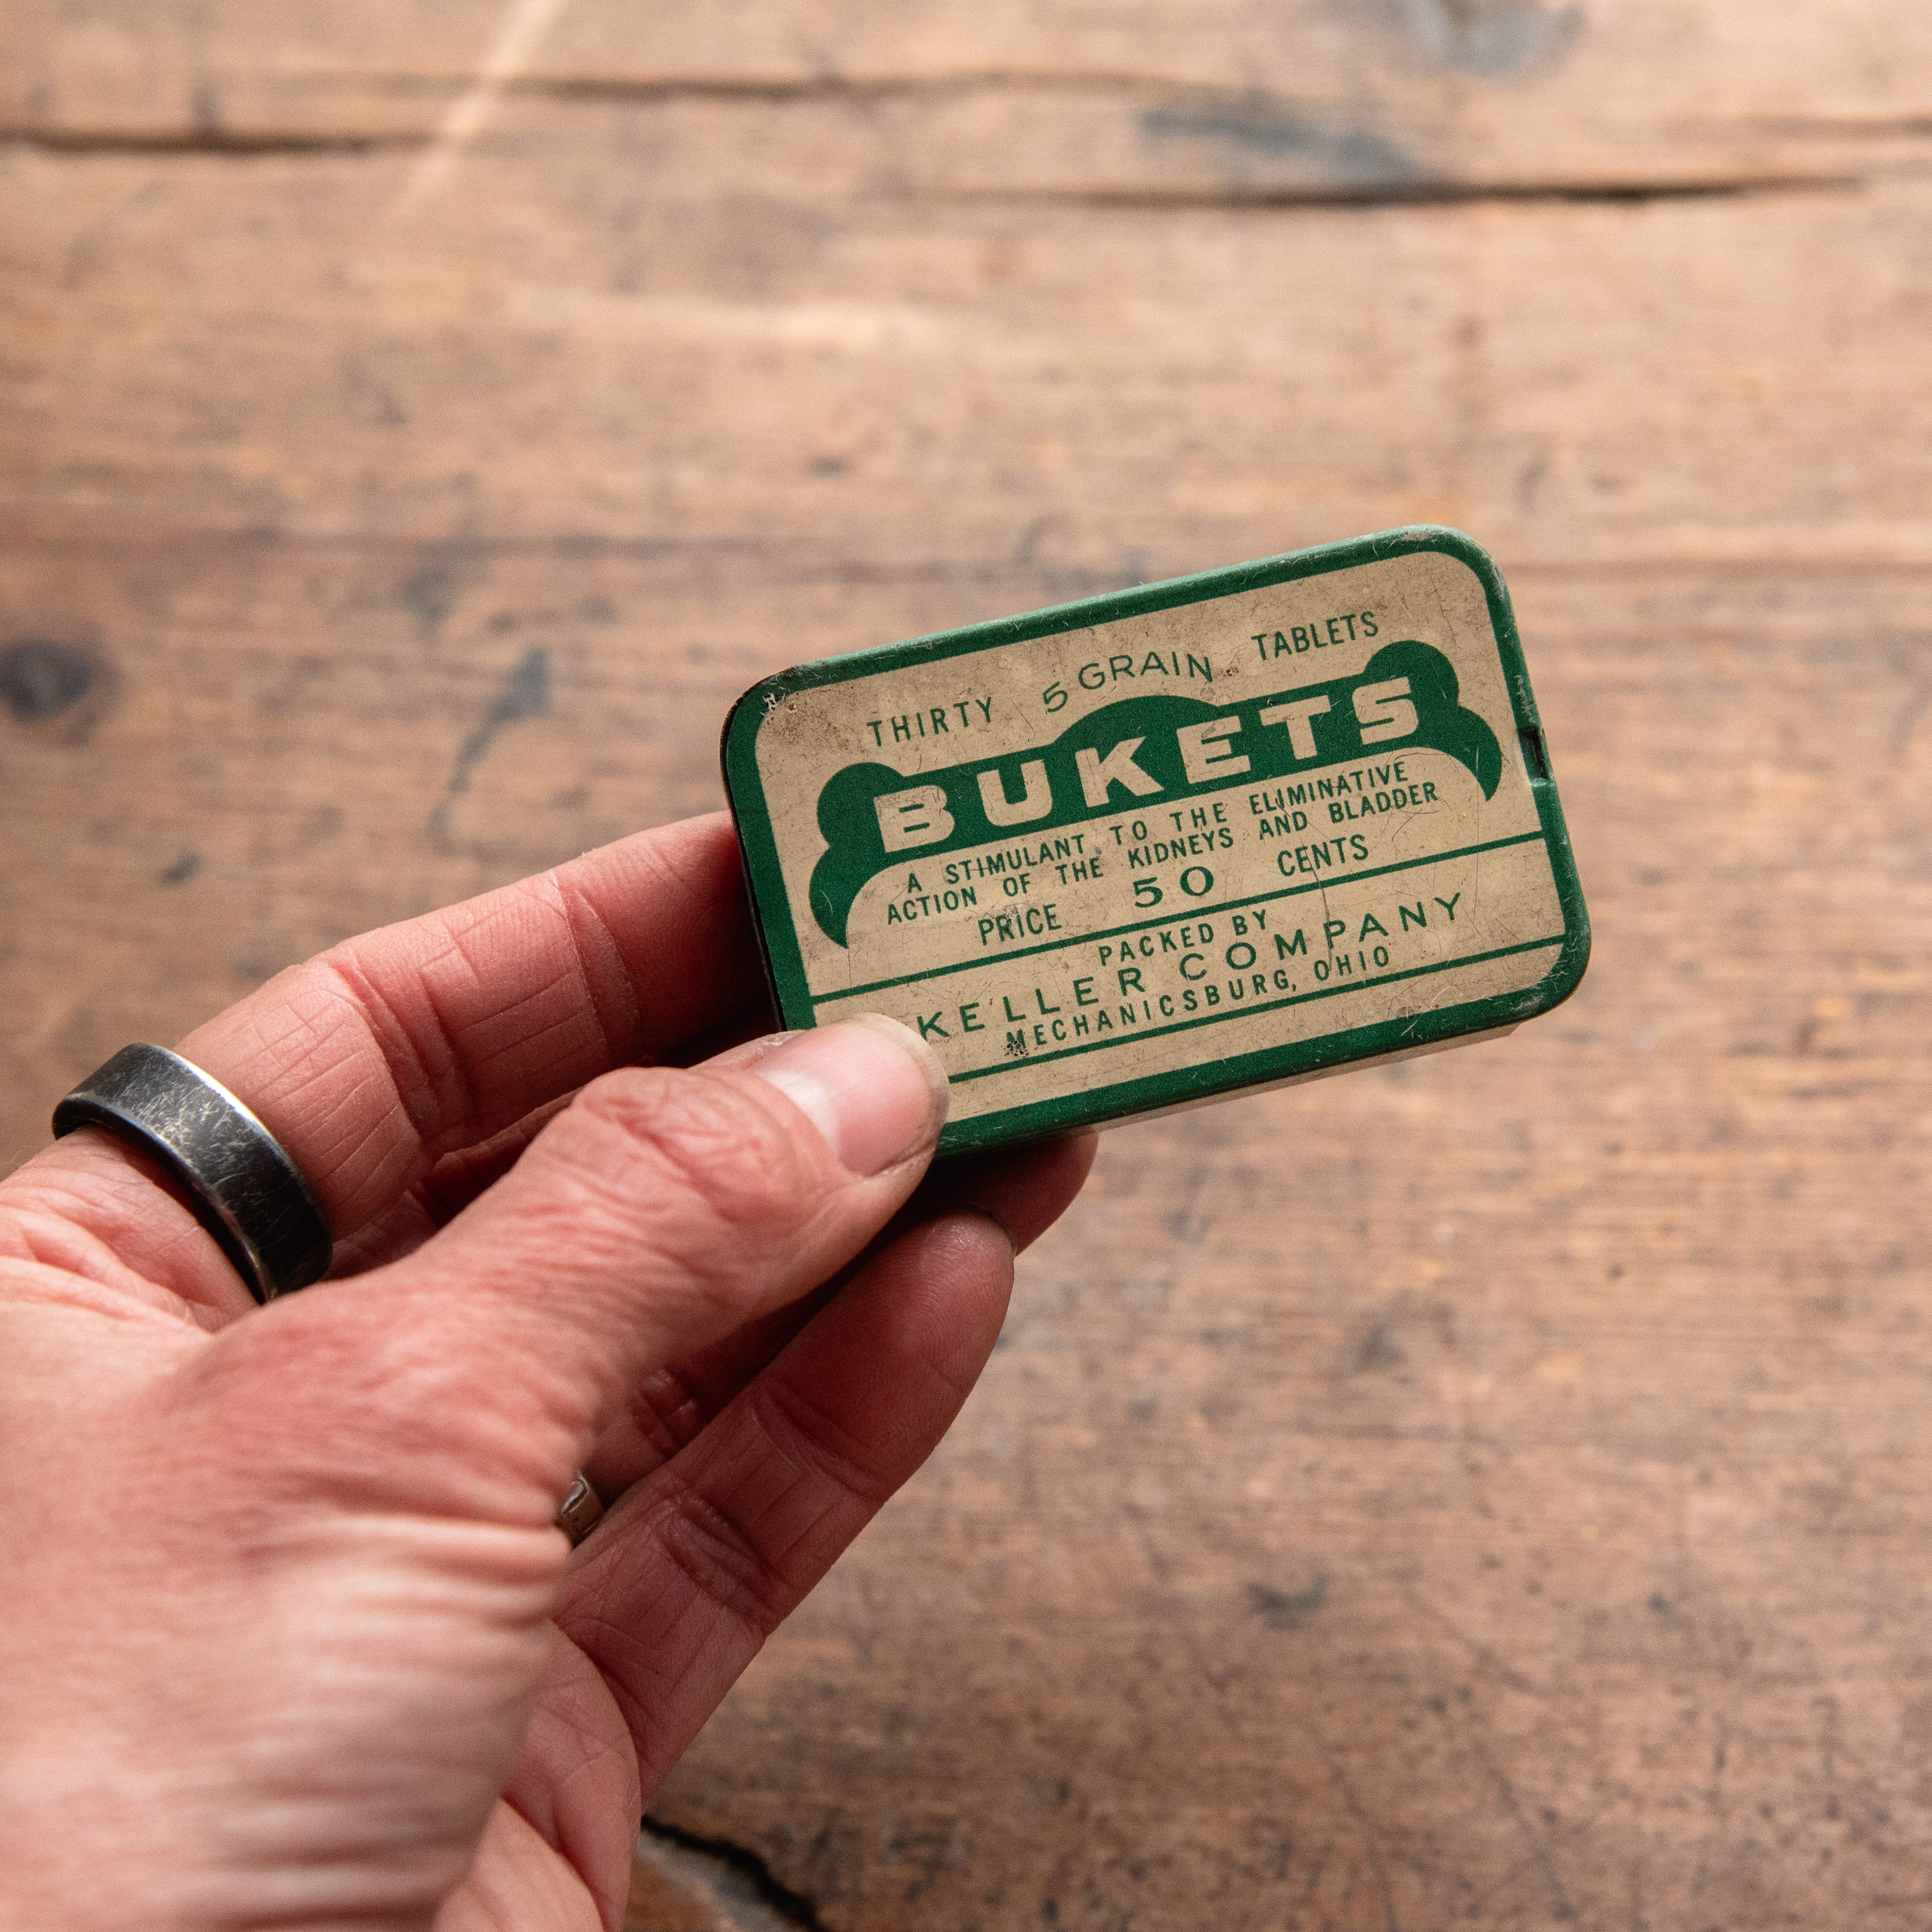 THIRTY 5 GRAIN TABLETS
BUKETS
A STIMULANT TO THE ELIMINATIVE
ACTION OF THE KIDNEYS AND BLADDER
PRICE 50 CENTS
PACKED BY
KELLER COMPANY
MECHANICSBURG, OHIO